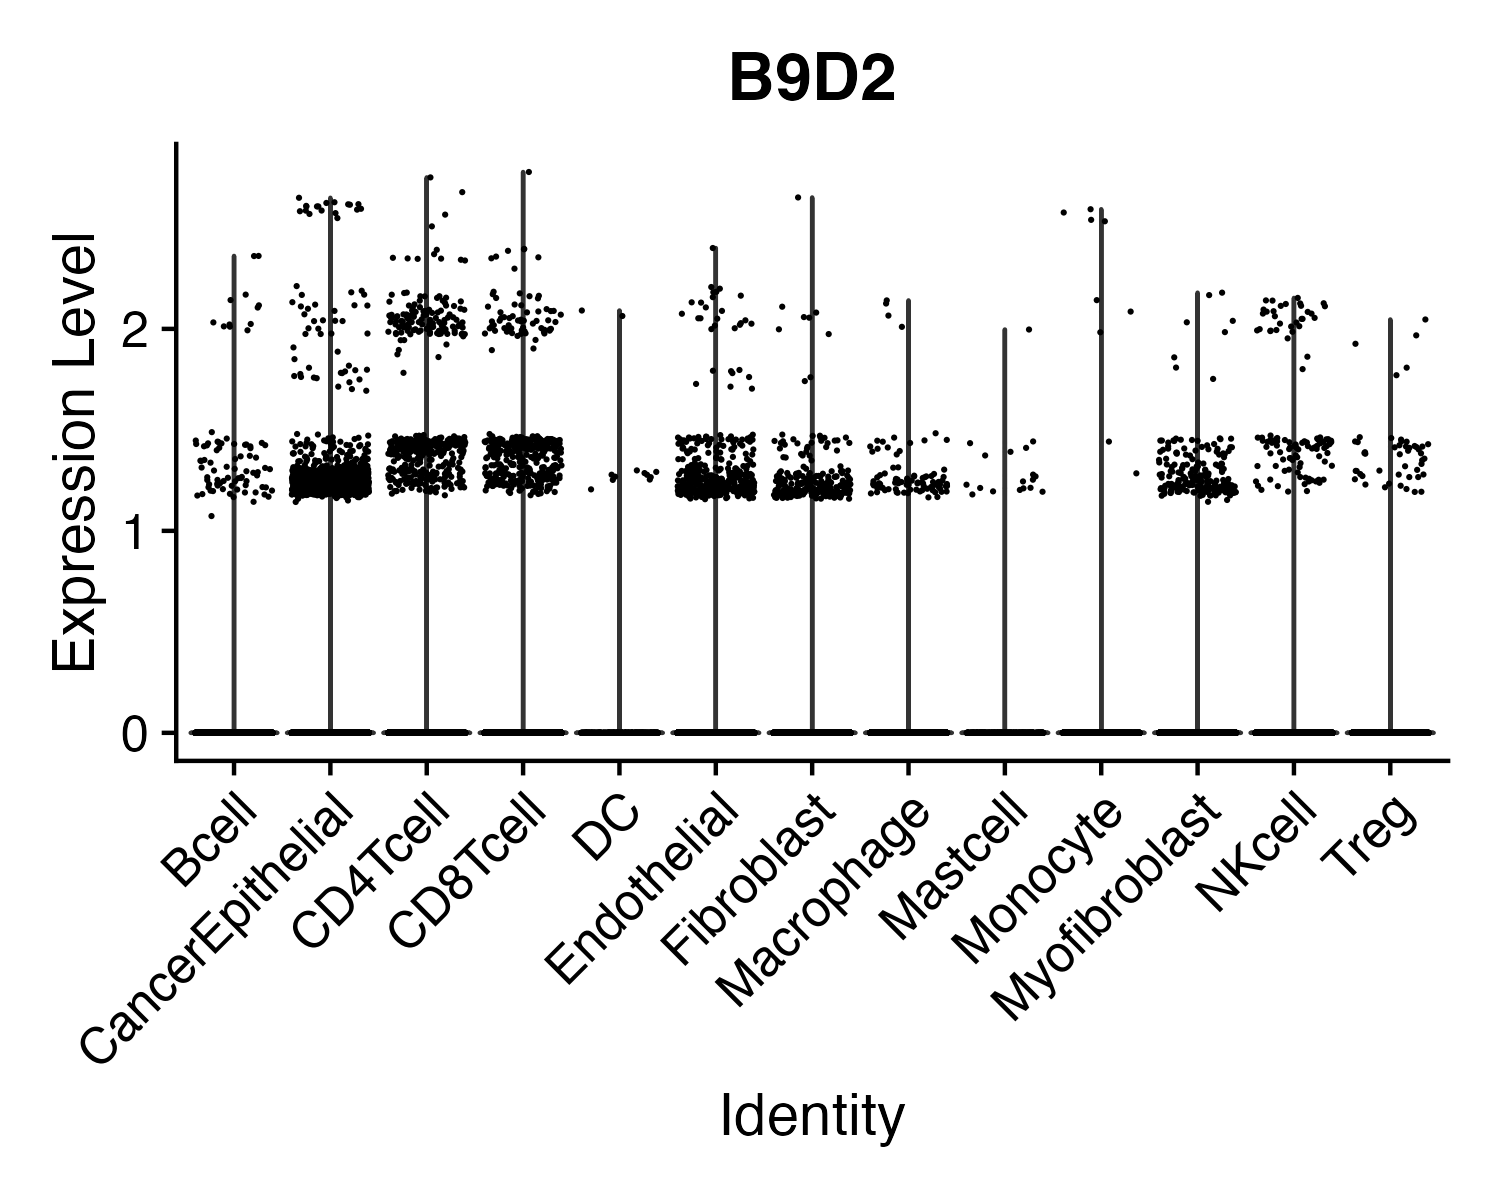 B9D2
Expression Level
2
1
0
Bcell
CancerEpithelial
CD4Tcell
CD8Tcell
DC
Endothelial
Fibroblast
Macrophage
Mastcell
Monocyte
Myofibroblast
NKcell
Treg
Identity